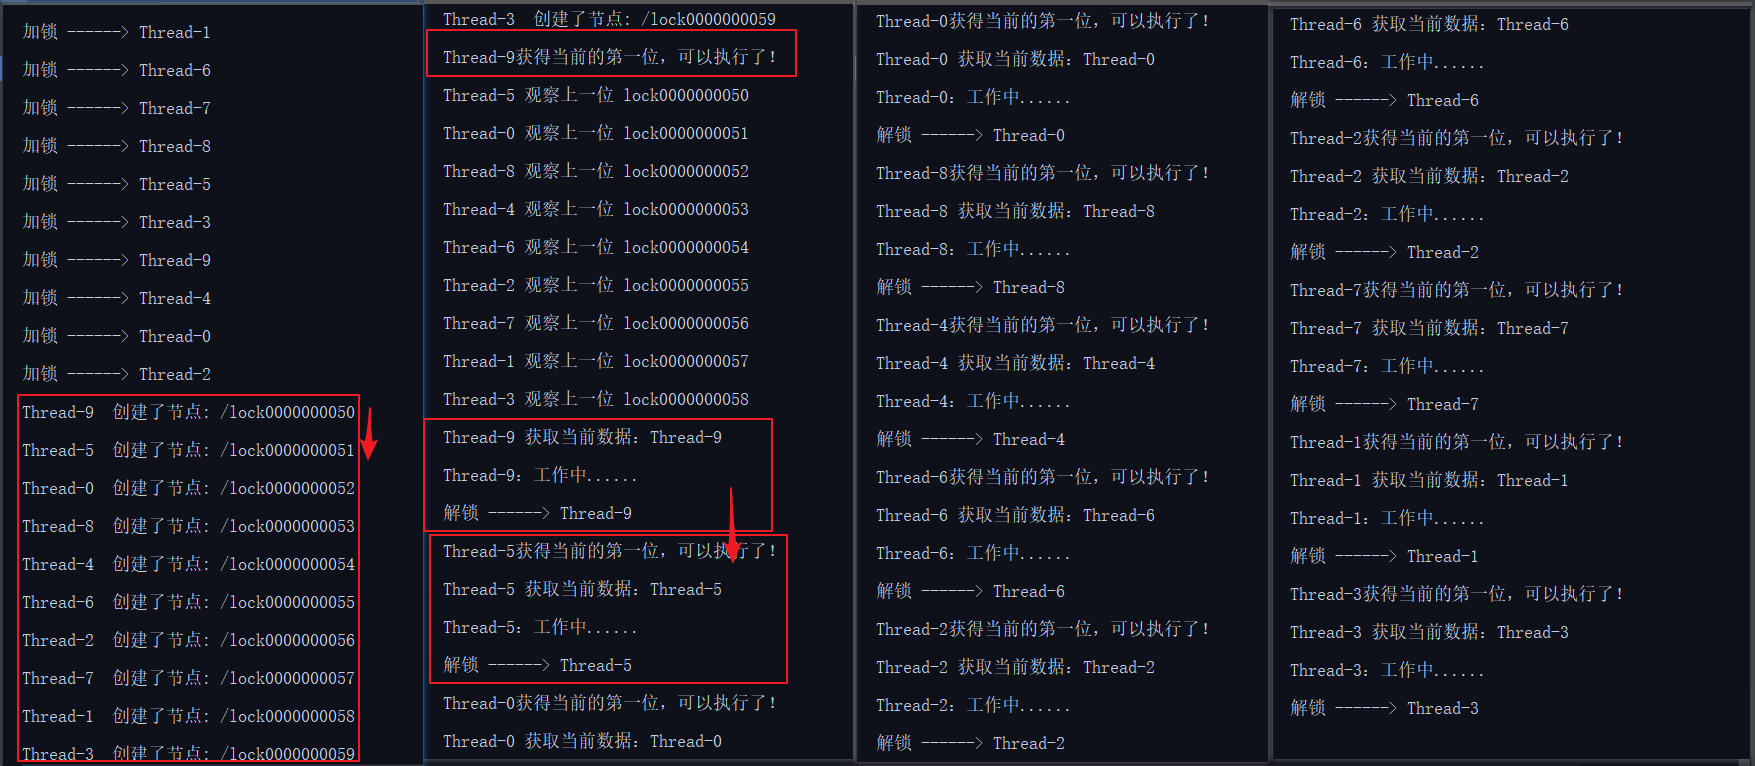 加锁 ------> Thread-1
加锁 ------> Thread-6
加锁 ------> Thread-7
加锁 ------> Thread-8
加锁 ------> Thread-5
加锁 ------> Thread-3
加锁 ------> Thread-9
加锁 ------> Thread-4
加锁 ------> Thread-0
加锁 ------> Thread-2
Thread-9  创建了节点: /lock0000000050
Thread-5  创建了节点: /lock0000000051
Thread-0  创建了节点: /lock0000000052
Thread-8  创建了节点: /lock0000000053
Thread-4  创建了节点: /lock0000000054
Thread-6  创建了节点: /lock0000000055
Thread-2  创建了节点: /lock0000000056
Thread-7  创建了节点: /lock0000000057
Thread-1  创建了节点: /lock0000000058
Thread-3  创建了节点: /lock0000000059
Thread-3  创建了节点: /lock0000000059
Thread-9获得当前的第一位，可以执行了！
Thread-5 观察上一位 lock0000000050
Thread-0 观察上一位 lock0000000051
Thread-8 观察上一位 lock0000000052
Thread-4 观察上一位 lock0000000053
Thread-6 观察上一位 lock0000000054
Thread-2 观察上一位 lock0000000055
Thread-7 观察上一位 lock0000000056
Thread-1 观察上一位 lock0000000057
Thread-3 观察上一位 lock0000000058
Thread-9 获取当前数据：Thread-9
Thread-9：工作中......
解锁 ------> Thread-9
Thread-5获得当前的第一位，可以执行了！
Thread-5 获取当前数据：Thread-5
Thread-5：工作中......
解锁 ------> Thread-5
Thread-0获得当前的第一位，可以执行了！
Thread-0 获取当前数据：Thread-0
Thread-0获得当前的第一位，可以执行了！
Thread-0 获取当前数据：Thread-0
Thread-0：工作中......
解锁 ------> Thread-0
Thread-8获得当前的第一位，可以执行了！
Thread-8 获取当前数据：Thread-8
Thread-8：工作中......
解锁 ------> Thread-8
Thread-4获得当前的第一位，可以执行了！
Thread-4 获取当前数据：Thread-4
Thread-4：工作中......
解锁 ------> Thread-4
Thread-6获得当前的第一位，可以执行了！
Thread-6 获取当前数据：Thread-6
Thread-6：工作中......
解锁 ------> Thread-6
Thread-2获得当前的第一位，可以执行了！
Thread-2 获取当前数据：Thread-2
Thread-2：工作中......
解锁 ------> Thread-2
Thread-6 获取当前数据：Thread-6
Thread-6：工作中......
解锁 ------> Thread-6
Thread-2获得当前的第一位，可以执行了！
Thread-2 获取当前数据：Thread-2
Thread-2：工作中......
解锁 ------> Thread-2
Thread-7获得当前的第一位，可以执行了！
Thread-7 获取当前数据：Thread-7
Thread-7：工作中......
解锁 ------> Thread-7
Thread-1获得当前的第一位，可以执行了！
Thread-1 获取当前数据：Thread-1
Thread-1：工作中......
解锁 ------> Thread-1
Thread-3获得当前的第一位，可以执行了！
Thread-3 获取当前数据：Thread-3
Thread-3：工作中......
解锁 ------> Thread-3